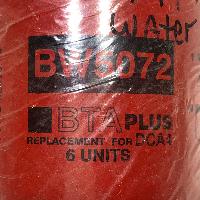 Water
BW5072
BTA PLUS
REPLACEMENT FOR DCA4
6 UNITS